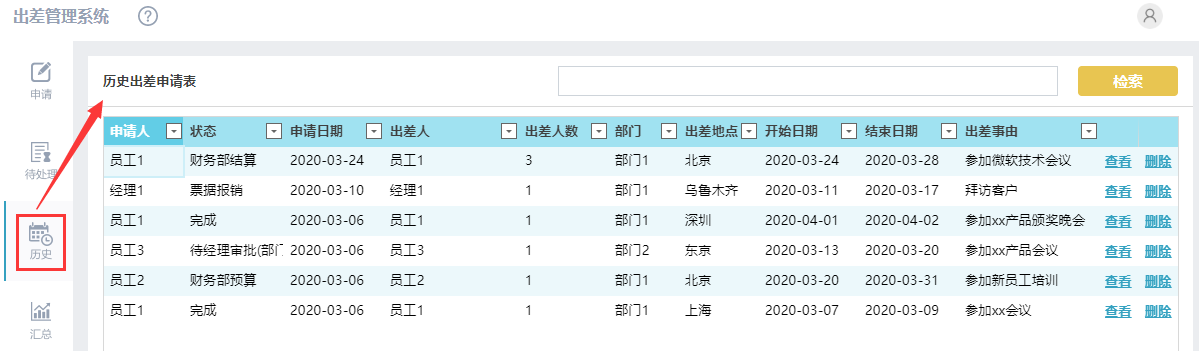 出差管理系统 ?
申请
待处理
历史
汇总
历史出差申请表 检索
申请人 状态 申请日期 出差人 出差人数 部门 出差地点 开始日期 结束日期 出差事由
员工1 财务部结算 2020-03-24 员工1 3 部门1 北京 2020-03-24 2020-03-28 参加微软技术会议 查看 删除
经理1 票据报销 2020-03-10 经理1 1 部门1 乌鲁木齐 2020-03-11 2020-03-17 拜访客户 查看 删除
员工1 完成 2020-03-06 员工1 1 部门1 深圳 2020-04-01 2020-04-02 参加xx产品颁奖晚会 查看 删除
员工3 待经理审批(部门 2020-03-06 员工3 1 部门2 东京 2020-03-13 2020-03-20 参加xx产品会议 查看 删除
员工2 财务部预算 2020-03-06 员工2 1 部门1 北京 2020-03-20 2020-03-31 参加新员工培训 查看 删除
员工1 完成 2020-03-06 员工1 1 部门1 上海 2020-03-07 2020-03-09 参加xx会议 查看 删除